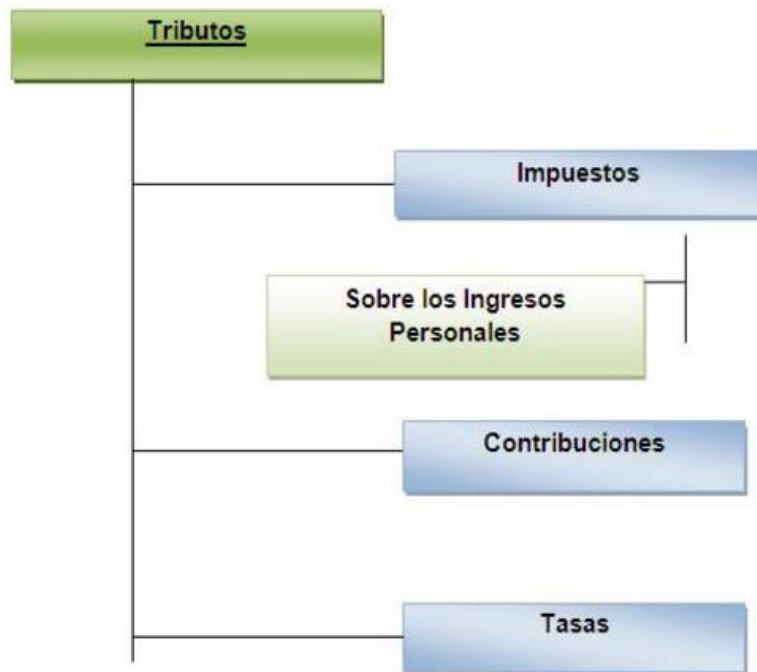 Tributos
Impuestos
Sobre los Ingresos
Personales
Contribuciones
Tasas